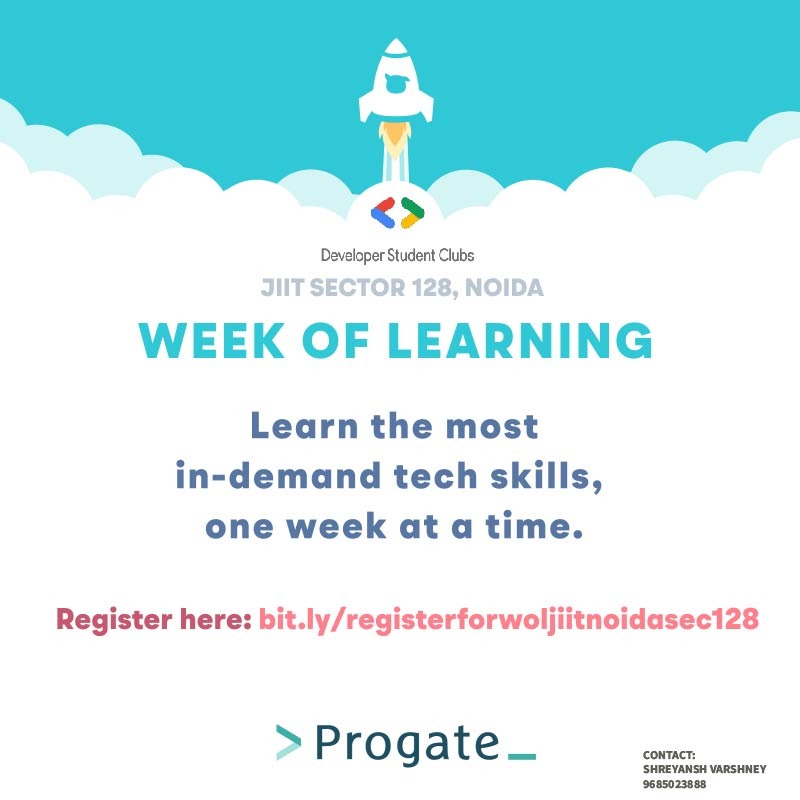 Developer Student Clubs
JIIT SECTOR 128, NOIDA
WEEK OF LEARNING
Learn the most
in-demand tech skills,
one week at a time.
Register here: bit.ly/registerforwoljiitnoidasec128
> Progate _
CONTACT:
SHREYANSH VARSHNEY
9685023888